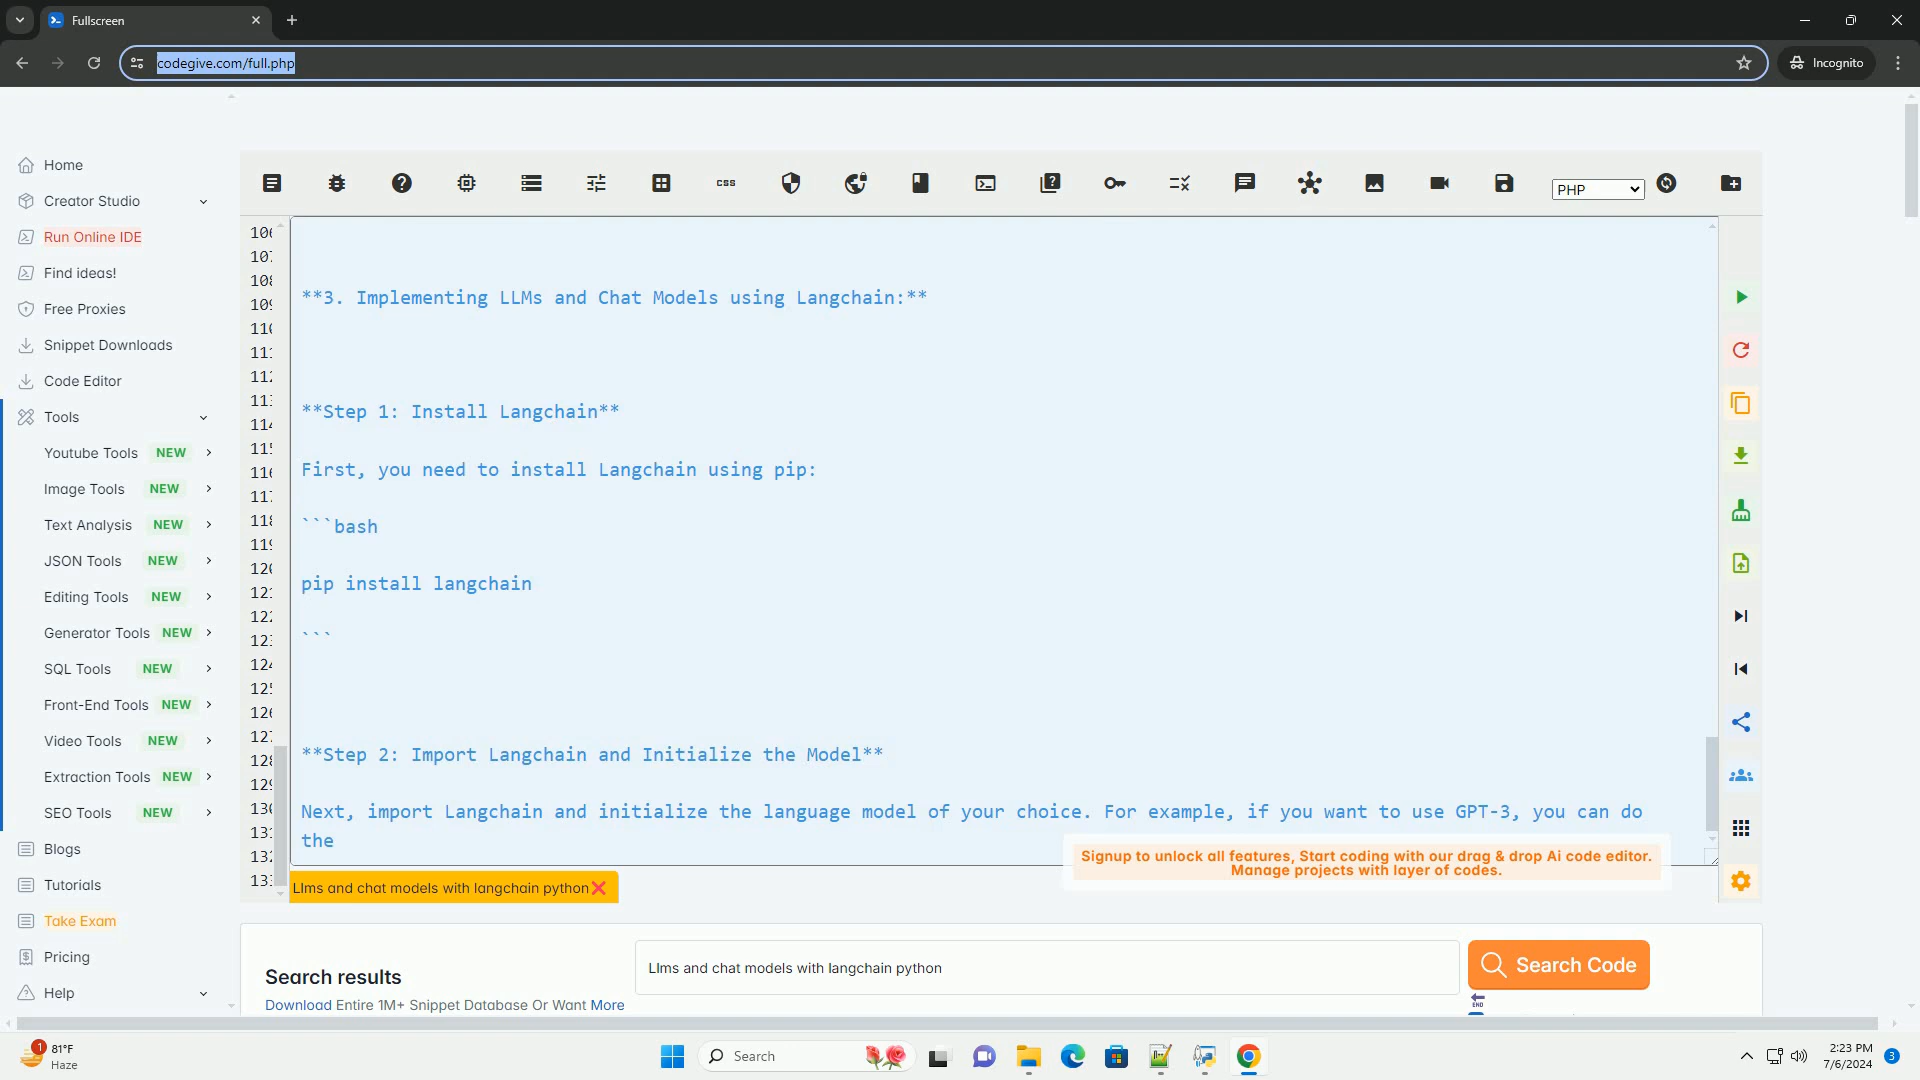 Fullscreen
codegive.com/full.php
Incognito
Home
Creator Studio
Run Online IDE
Find ideas!
Free Proxies
Snippet Downloads
Code Editor
Tools
Youtube Tools NEW
Image Tools NEW
Text Analysis NEW
JSON Tools NEW
Editing Tools NEW
Generator Tools NEW
SQL Tools NEW
Front-End Tools NEW
Video Tools NEW
Extraction Tools NEW
SEO Tools NEW
Blogs
Tutorials
Take Exam
Pricing
Help
css
PHP
**3. Implementing LLMs and Chat Models using Langchain:**
**Step 1: Install Langchain**
First, you need to install Langchain using pip:
```bash
pip install langchain
```
**Step 2: Import Langchain and Initialize the Model**
Next, import Langchain and initialize the language model of your choice. For example, if you want to use GPT-3, you can do
the
Signup to unlock all features, Start coding with our drag & drop Ai code editor.
Manage projects with layer of codes.
Llms and chat models with langchain python
Search results
Download Entire 1M+ Snippet Database Or Want More
Llms and chat models with langchain python
Search Code
END
1
81°F
Haze
Search
2:23 PM
7/6/2024
3